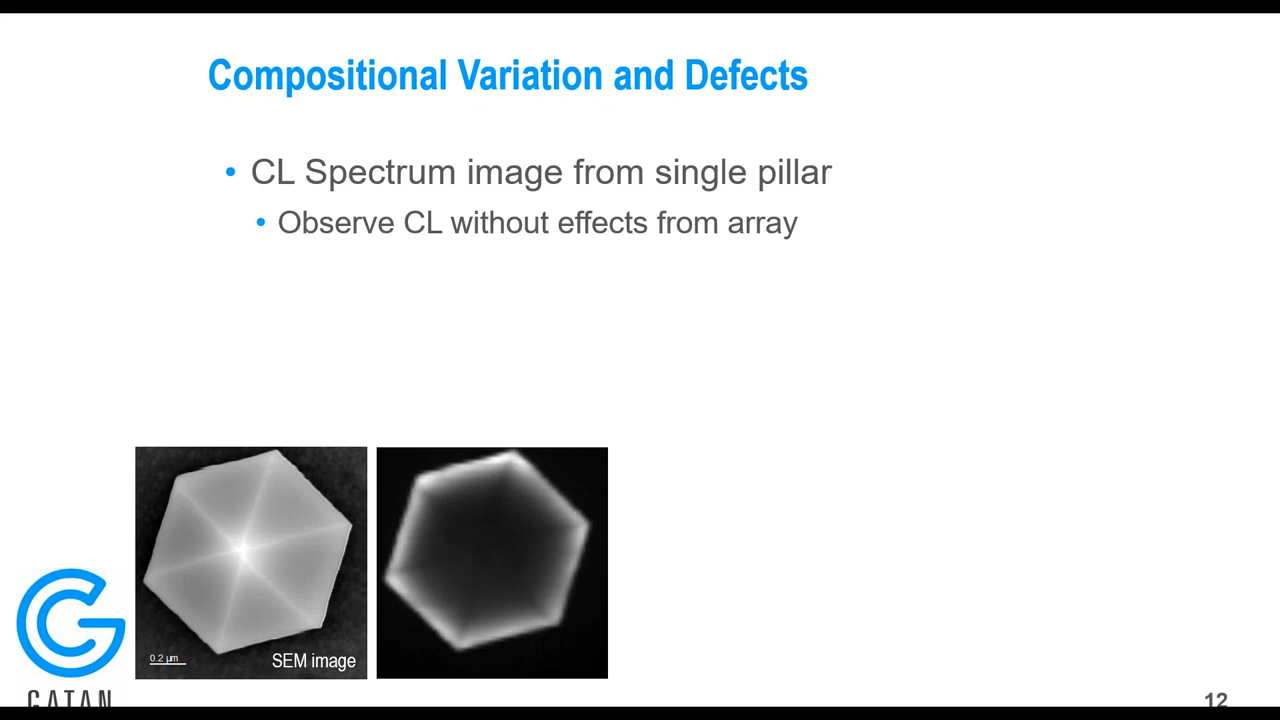 Compositional Variation and Defects
• CL Spectrum image from single pillar
• Observe CL without effects from array
0.2 µm
SEM image
GATAN
12